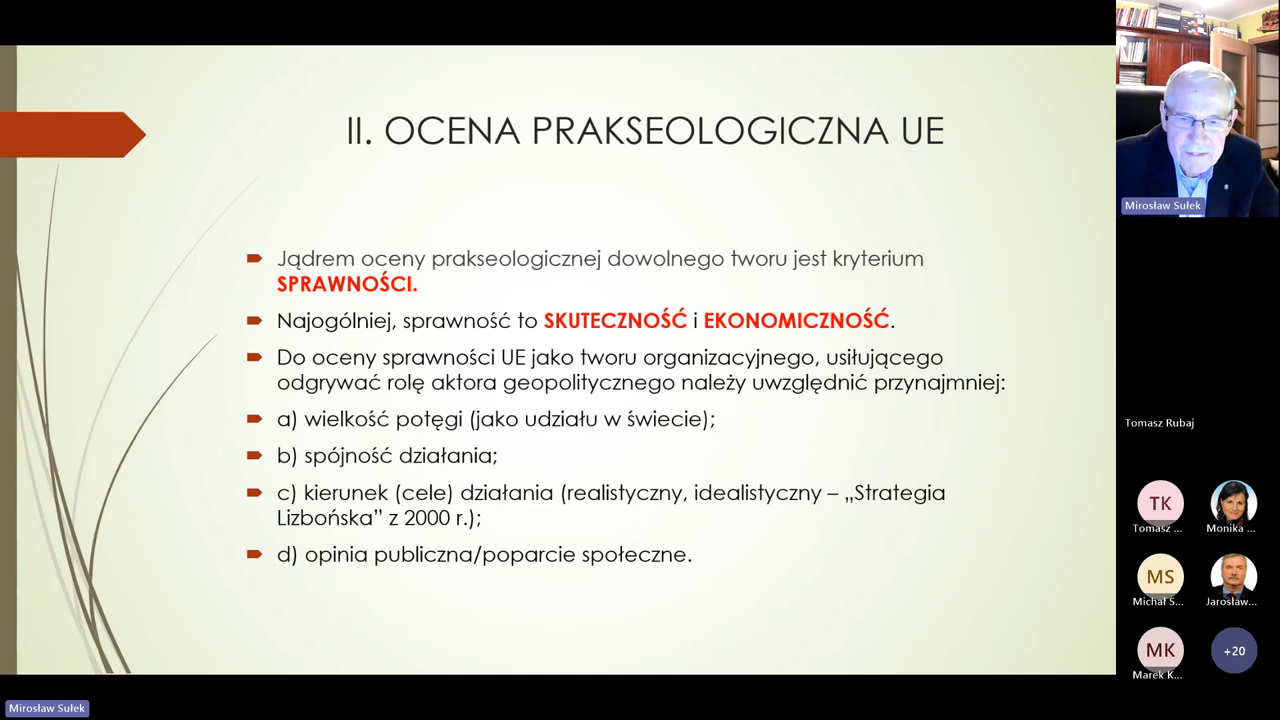 II. OCENA PRAKSEOLOGICZNA UE
Jądrem oceny prakseologicznej dowolnego tworu jest kryterium
SPRAWNOŚCI.
Najogólniej, sprawność to SKUTECZNOŚĆ i EKONOMICZNOŚĆ.
Do oceny sprawności UE jako tworu organizacyjnego, usiłującego
odgrywać rolę aktora geopolitycznego należy uwzględnić przynajmniej:
a) wielkość potęgi (jako udziału w świecie);
b) spójność działania;
c) kierunek (cele) działania (realistyczny, idealistyczny – „Strategia
Lizbońska” z 2000 r.);
d) opinia publiczna/poparcie społeczne.
Mirosław Sułek
Tomasz Rubaj
TK
Tomasz ...
Monika ...
MS
Michał S...
Jarosław...
MK
Marek K...
+20
Mirosław Sułek